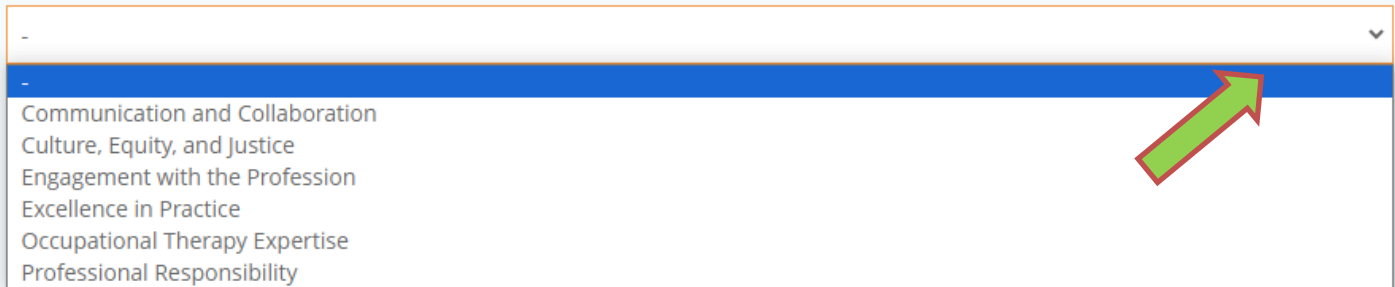 -
-
Communication and Collaboration
Culture, Equity, and Justice
Engagement with the Profession
Excellence in Practice
Occupational Therapy Expertise
Professional Responsibility